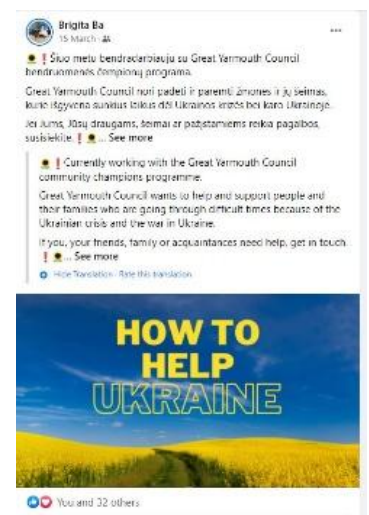 Brigita Ba
15 March
Šiuo metu bendradarbiauju su Great Yarmouth Council
bendruomenės čempionų programa.
Great Yarmouth Council nori padėti ir paremti žmones ir jų šeimas,
kurie išgyvena sunkius laikus dėl Ukrainos krizės bei karo Ukrainoje.
Jei Jums, Jūsų draugams, šeimai ar pažįstamiems reikia pagalbos,
susisiekite. ❗ 🌻... See more
🌻❗Currently working with the Great Yarmouth Council
community champions programme.
Great Yarmouth Council wants to help and support people and
their families who are going through difficult times because of the
Ukrainian crisis and the war in Ukraine.
If you, your friends, family or acquaintances need help, get in touch.
❗ 🌻... See more
Hide Translation · Rate this translation
HOW TO
HELP
UKRAINE
You and 32 others